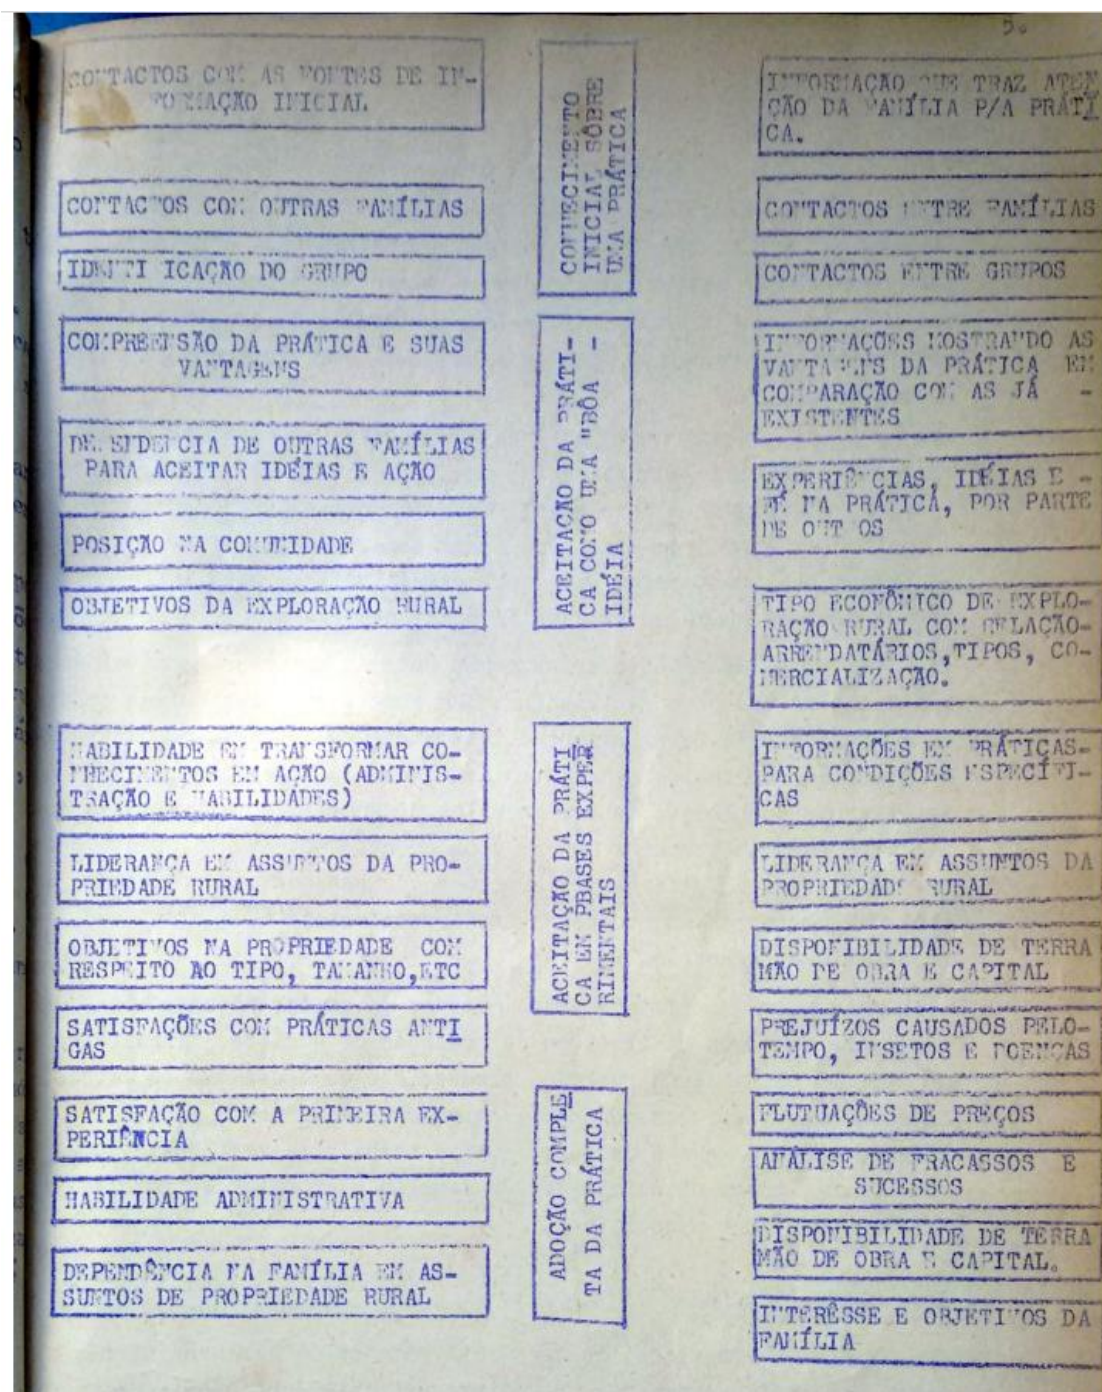 5.
CONTACTOS COM AS FONTES DE IN-
FORMAÇÃO INICIAL
CONTACTOS COM OUTRAS FAMÍLIAS
IDENTI ICAÇÃO DO GRUPO
COMPREENSÃO DA PRÁTICA E SUAS
VANTAGENS
DE ENDENCIA DE OUTRAS FAMÍLIAS
PARA ACEITAR IDÉIAS E AÇÃO
POSIÇÃO NA COMUNIDADE
OBJETIVOS DA EXPLORAÇÃO RURAL
HABILIDADE EM TRANSFORMAR CO-
NHECIMENTOS EM AÇÃO (ADMINIS-
TRAÇÃO E HABILIDADES)
LIDERANÇA EM ASSUNTOS DA PRO-
PRIEDADE RURAL
OBJETIVOS NA PROPRIEDADE COM
RESPEITO AO TIPO, TAMANHO,ETC
SATISFAÇÕES COM PRÁTICAS ANTI
GAS
SATISFAÇÃO COM A PRIMEIRA EX-
PERIÊNCIA
HABILIDADE ADMINISTRATIVA
DEPENDÊNCIA NA FAMÍLIA EM AS-
SUNTOS DE PROPRIEDADE RURAL
CONHECIMENTO
INICIAL SÔBRE
UMA PRÁTICA
ACEITACÃO DA PRÁTI-
CA COMO UMA "BÔA -
IDÉIA
ACEITAÇÃO DA PRÁTI
CA EM PBASES EXPER
RIMENTAIS
ADOÇÃO COMPLE
TA DA PRÁTICA
INFORMAÇÃO QUE TRAZ ATEN
ÇÃO DA FAMÍLIA P/A PRÁTI
CA.
CONTACTOS ENTRE FAMÍLIAS
CONTACTOS ENTRE GRUPOS
INFORMAÇÕES MOSTRANDO AS
VANTAGENS DA PRÁTICA EM
COMPARAÇÃO COM AS JÁ -
EXISTENTES
EXPERIÊNCIAS, IDÉIAS E -
FÉ NA PRÁTICA, POR PARTE
DE OUT OS
TIPO ECONÔMICO DE EXPLO-
RAÇÃO RURAL COM RELAÇÃO-
ARRENDATÁRIOS,TIPOS, CO-
MERCIALIZAÇÃO.
INFORMAÇÕES EM PRÁTICAS-
PARA CONDIÇÕES ESPECÍFI-
CAS
LIDERANÇA EM ASSUNTOS DA
PROPRIEDADE RURAL
DISPONIBILIDADE DE TERRA
MÃO DE OBRA E CAPITAL
PREJUÍZOS CAUSADOS PELO-
TEMPO, INSETOS E DOENÇAS
FLUTUAÇÕES DE PREÇOS
ANÁLISE DE FRACASSOS E
SUCESSOS
DISPONIBILIDADE DE TERRA
MÃO DE OBRA E CAPITAL.
INTERÊSSE E OBJETIVOS DA
FAMÍLIA